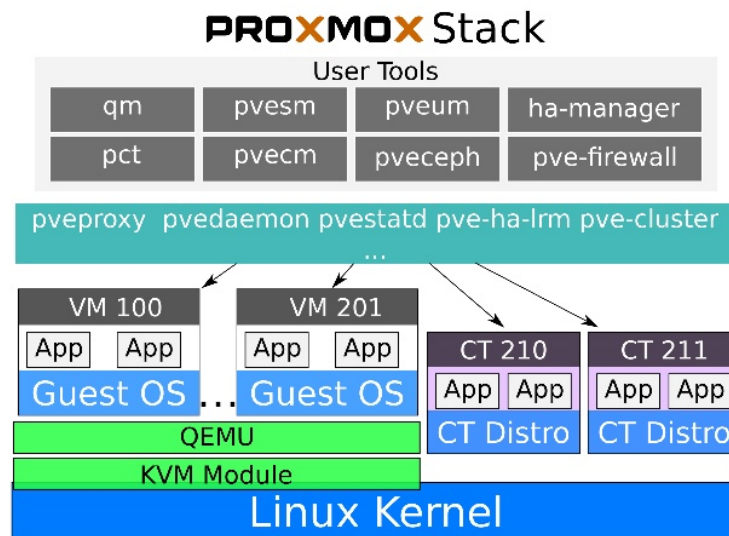 PROXMOX Stack
User Tools
qm pvesm pveum ha-manager
pct pvecm pveceph pve-firewall
pveproxy pvedaemon pvestatd pve-ha-lrm pve-cluster
...
VM 100 VM 201
App App App App
Guest OS ... Guest OS
CT 210 CT 211
App App App App
CT Distro CT Distro
QEMU
KVM Module
Linux Kernel